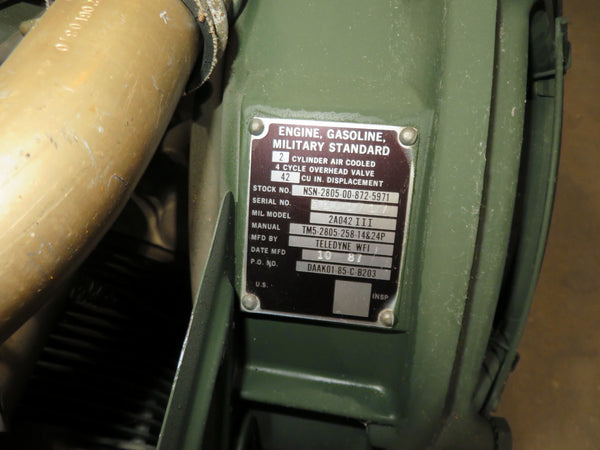 ENGINE, GASOLINE,
MILITARY STANDARD
2 CYLINDER AIR COOLED
4 CYCLE OVERHEAD VALVE
42 CU IN. DISPLACEMENT
STOCK NO. NSN-2805-00-872-5971
SERIAL NO.
MIL MODEL 2A042 III
MANUAL TM5-2805-258-14&24P
MFD BY TELEDYNE WFI
DATE MFD 10 87
P.O. NO. DAAK01-85 C B203
U.S. INSP